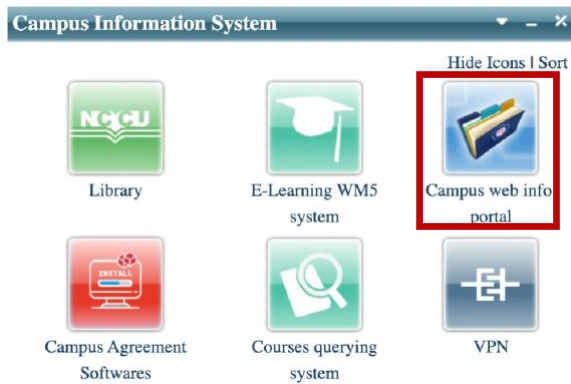 Campus Information System
Hide Icons | Sort
NCCU
Library
E-Learning WM5
system
Campus web info
portal
INSTALL
Campus Agreement
Softwares
Courses querying
system
VPN